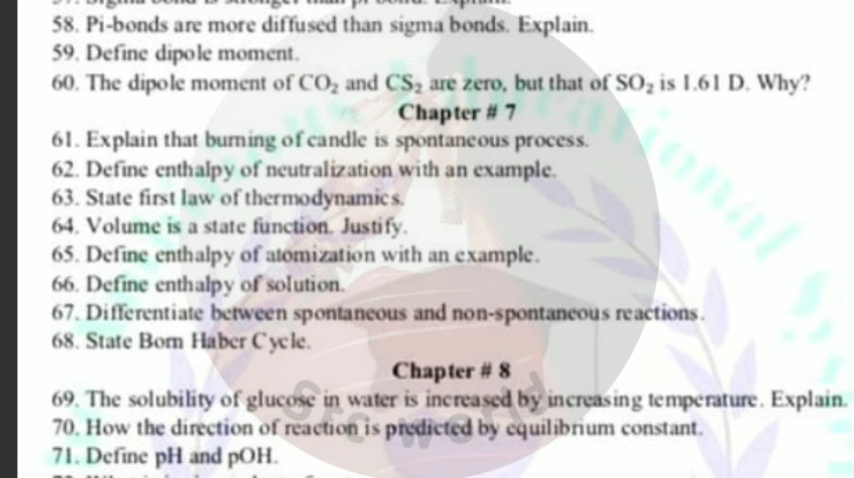 58. Pi-bonds are more diffused than sigma bonds. Explain.
59. Define dipole moment.
60. The dipole moment of CO₂ and CS₂ are zero, but that of SO₂ is 1.61 D. Why?
Chapter # 7
61. Explain that burning of candle is spontaneous process.
62. Define enthalpy of neutralization with an example.
63. State first law of thermodynamics.
64. Volume is a state function. Justify.
65. Define enthalpy of atomization with an example.
66. Define enthalpy of solution.
67. Differentiate between spontaneous and non-spontaneous reactions.
68. State Born Haber Cycle.
Chapter # 8
69. The solubility of glucose in water is increased by increasing temperature. Explain.
70. How the direction of reaction is predicted by equilibrium constant.
71. Define pH and pOH.